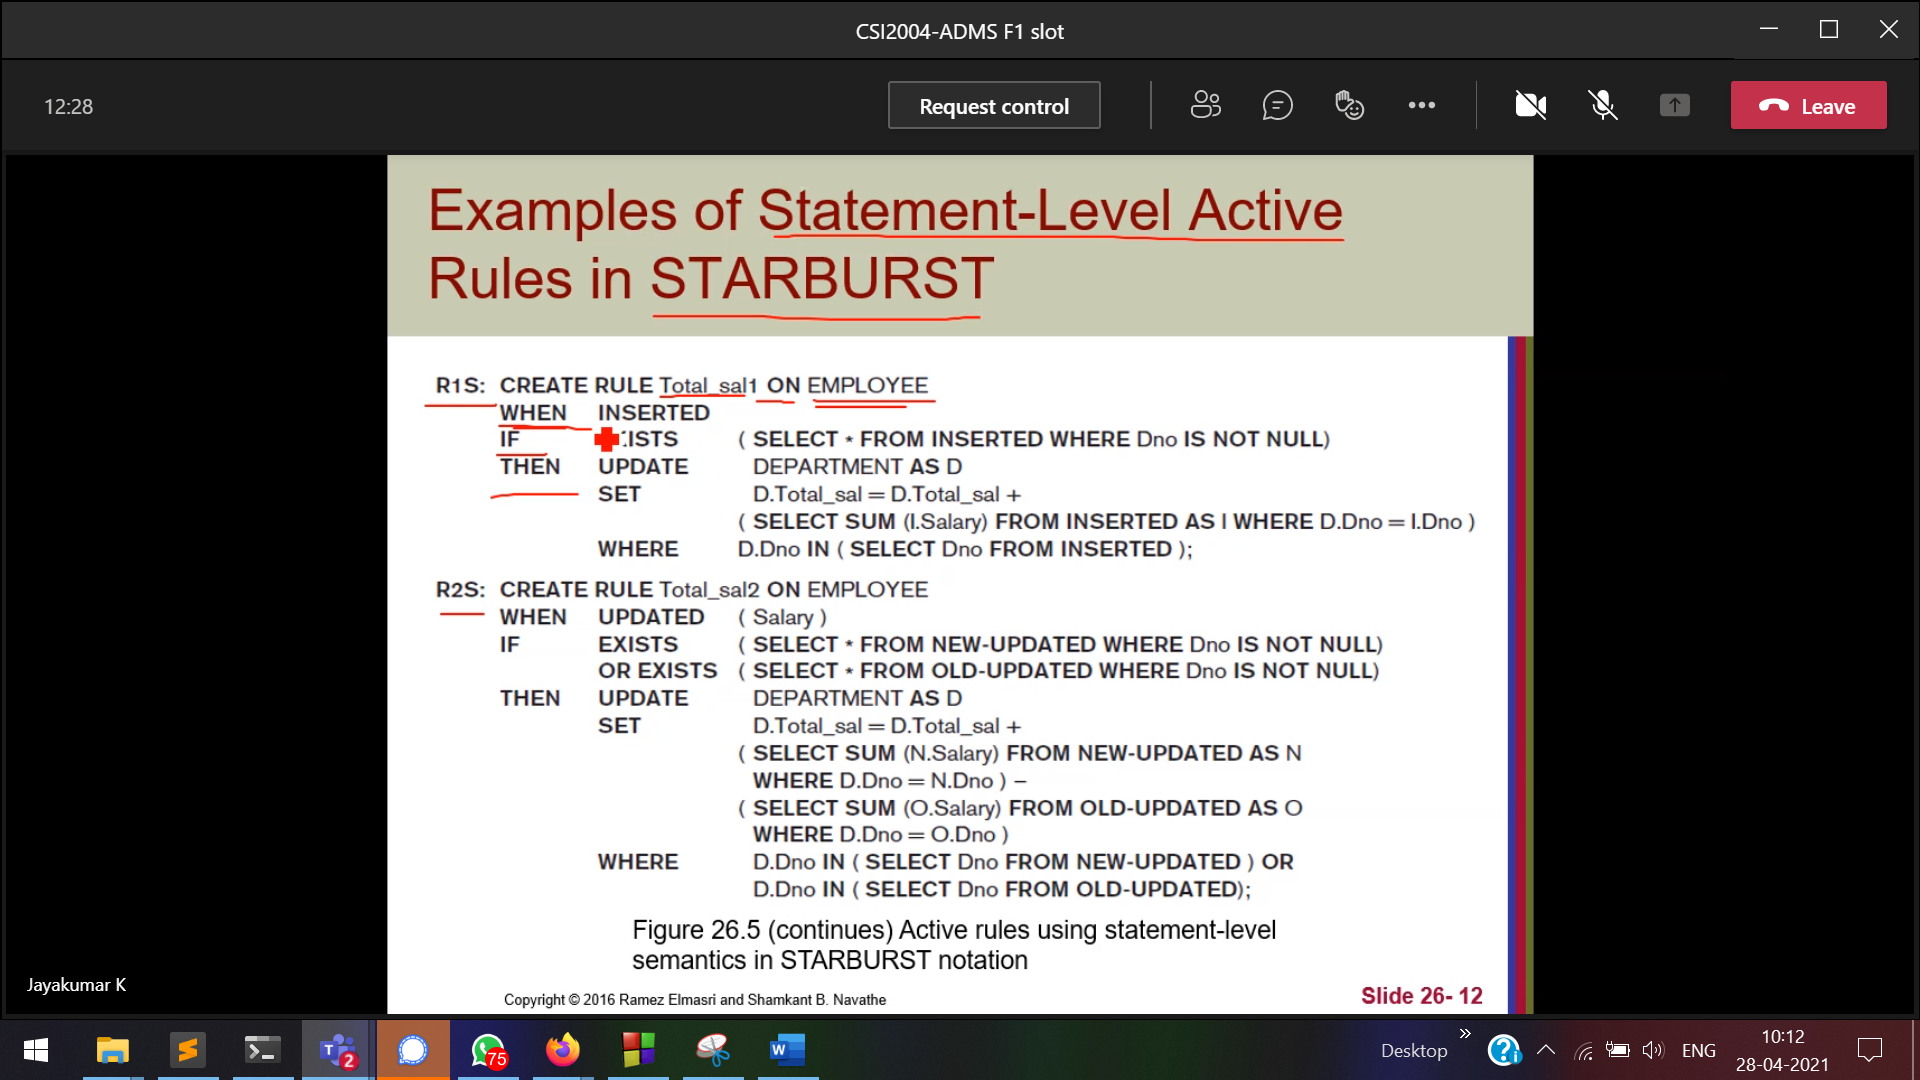 CSI2004-ADMS F1 slot
12:28
Request control
Leave
Examples of Statement-Level Active
Rules in STARBURST
R1S: CREATE RULE Total_sal1 ON EMPLOYEE
WHEN INSERTED
IF ISTS ( SELECT * FROM INSERTED WHERE Dno IS NOT NULL)
THEN UPDATE DEPARTMENT AS D
SET D.Total_sal = D.Total_sal +
( SELECT SUM (I.Salary) FROM INSERTED AS I WHERE D.Dno = I.Dno )
WHERE D.Dno IN ( SELECT Dno FROM INSERTED );
R2S: CREATE RULE Total_sal2 ON EMPLOYEE
WHEN UPDATED ( Salary )
IF EXISTS ( SELECT * FROM NEW-UPDATED WHERE Dno IS NOT NULL)
OR EXISTS ( SELECT * FROM OLD-UPDATED WHERE Dno IS NOT NULL)
THEN UPDATE DEPARTMENT AS D
SET D.Total_sal = D.Total_sal +
( SELECT SUM (N.Salary) FROM NEW-UPDATED AS N
WHERE D.Dno = N.Dno ) –
( SELECT SUM (O.Salary) FROM OLD-UPDATED AS O
WHERE D.Dno = O.Dno )
WHERE D.Dno IN ( SELECT Dno FROM NEW-UPDATED ) OR
D.Dno IN ( SELECT Dno FROM OLD-UPDATED);
Figure 26.5 (continues) Active rules using statement-level
semantics in STARBURST notation
Jayakumar K
Copyright © 2016 Ramez Elmasri and Shamkant B. Navathe
Slide 26- 12
T
2
75
W
Desktop
ENG
10:12
28-04-2021